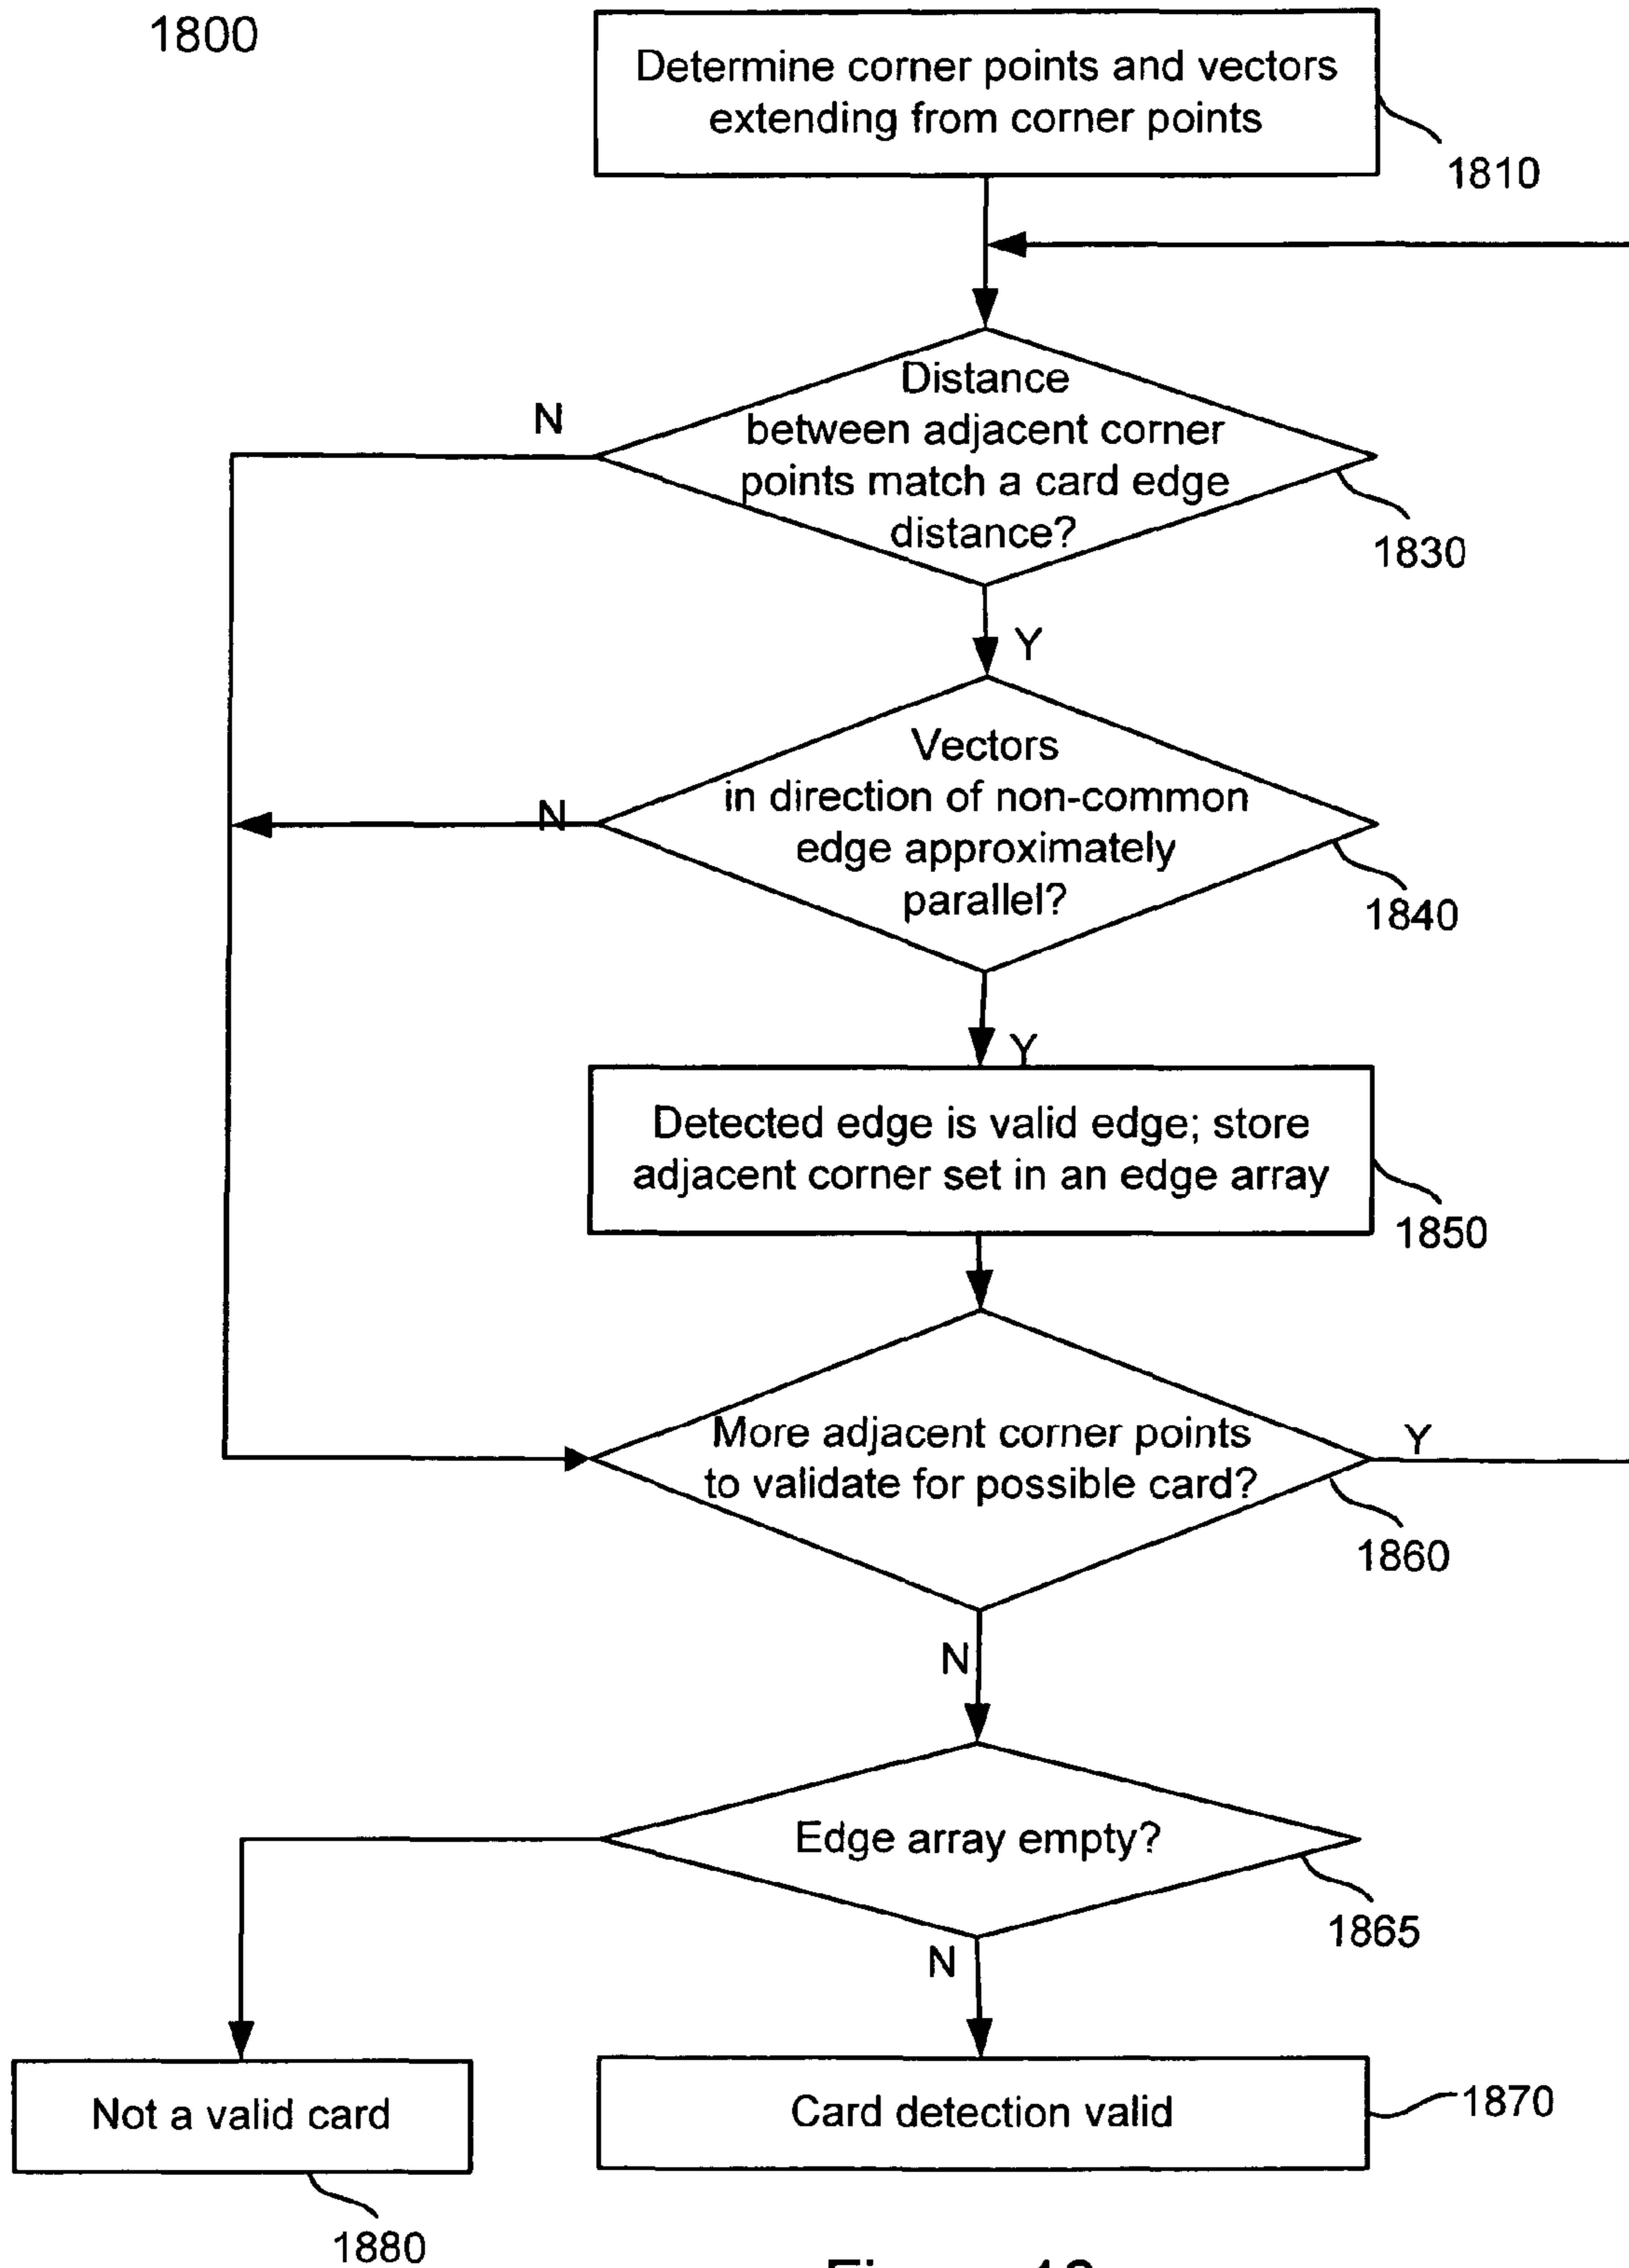 1800
Determine corner points and vectors
extending from corner points
1810
Distance
between adjacent corner
points match a card edge
distance?
N
1830
Y
Vectors
in direction of non-common
edge approximately
parallel?
N
1840
Y
Detected edge is valid edge; store
adjacent corner set in an edge array
1850
More adjacent corner points
to validate for possible card?
Y
1860
N
Edge array empty?
1865
N
Not a valid card
Card detection valid
1870
1880